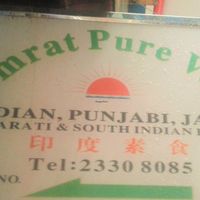 mrat Pure V
DIAN, PUNJABI, JA
ARATI & SOUTH INDIAN
印度素食
Tel: 2330 8085
NO.